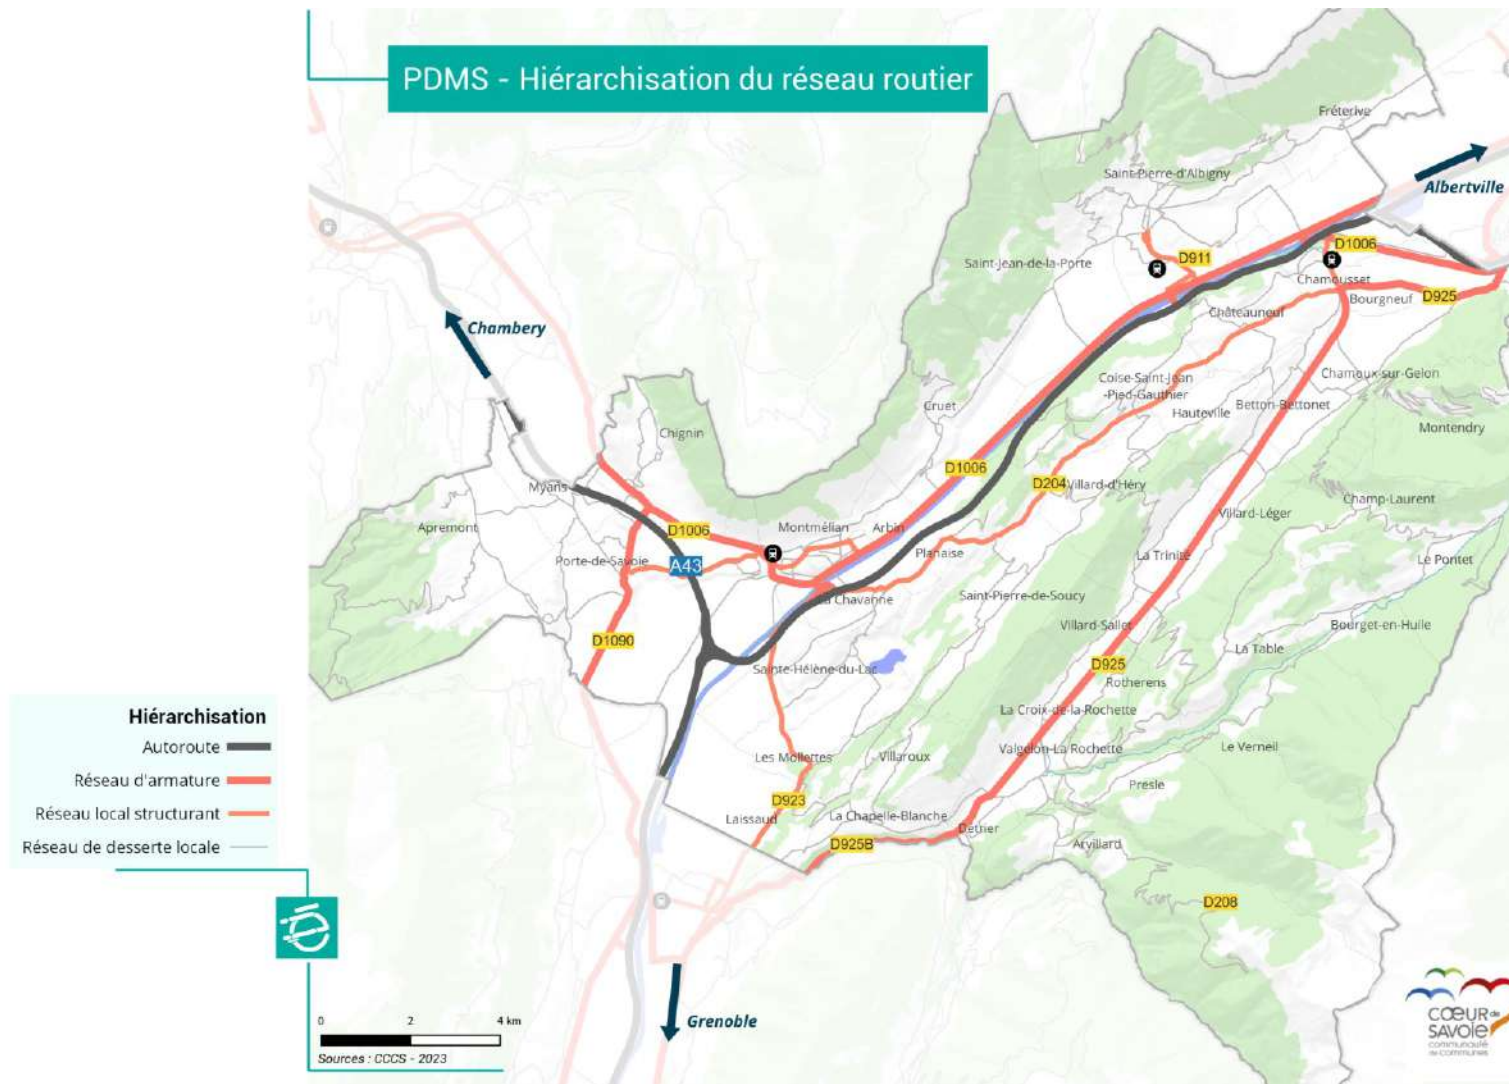 PDMS - Hiérarchisation du réseau routier
Fréterive
Saint-Pierre-d'Albigny
Albertville
D1006
D911
Saint-Jean-de-la-Porte
Chamousset
Bourgneuf
D925
Châteauneuf
Chambery
Coise-Saint-Jean
-Pied-Gauthier
Chamoux-sur-Gelon
Cruet
Hauteville
Betton-Bettonet
Montendry
Chignin
D1006
D204
Villard-d'Héry
Myans
Champ-Laurent
Villard-Léger
Apremont
D1006
Montmélian
Arbin
Planaise
La Trinité
Le Pontet
Porte-de-Savoie
A43
La Chavanne
Saint-Pierre-de-Soucy
Villard-Sallet
Bourget-en-Huile
D1090
La Table
Sainte-Hélène-du-Lac
D925
Rotherens
La Croix-de-la-Rochette
Valgelon-La Rochette
Le Verneil
Les Mollettes
Villaroux
Presle
D923
Laissaud
La Chapelle-Blanche
Détrier
D925B
Arvillard
D208
Hiérarchisation
Autoroute
Réseau d'armature
Réseau local structurant
Réseau de desserte locale
Grenoble
0 2 4 km
Sources : CCCS - 2023
CŒUR de
SAVOIE
communauté
de communes